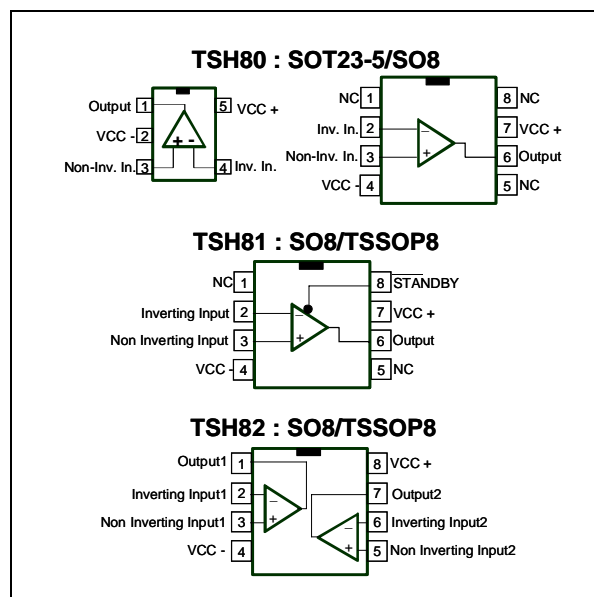 TSH80 : SOT23-5/SO8
Output 1 5 VCC +
VCC - 2
+ -
Non-Inv. In. 3 4 Inv. In.
NC 1 8 NC
Inv. In. 2 _ 7 VCC +
Non-Inv. In. 3 + 6 Output
VCC - 4 5 NC
TSH81 : SO8/TSSOP8
NC 1 8 STANDBY
Inverting Input 2 _ 7 VCC +
Non Inverting Input 3 + 6 Output
VCC - 4 5 NC
TSH82 : SO8/TSSOP8
Output1 1 8 VCC +
Inverting Input1 2 _ 7 Output2
Non Inverting Input1 3 + _ 6 Inverting Input2
VCC - 4 + 5 Non Inverting Input2